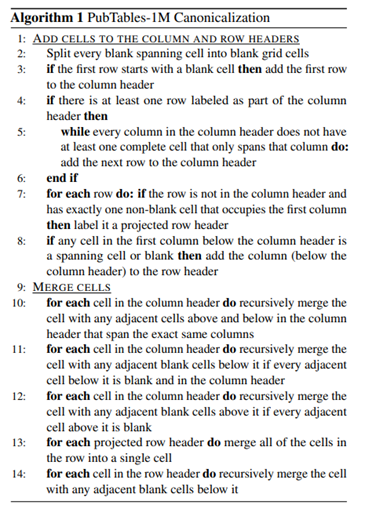 Algorithm 1 PubTables-1M Canonicalization
1: ADD CELLS TO THE COLUMN AND ROW HEADERS
2: Split every blank spanning cell into blank grid cells
3: if the first row starts with a blank cell then add the first row
to the column header
4: if there is at least one row labeled as part of the column
header then
5: while every column in the column header does not have
at least one complete cell that only spans that column do:
add the next row to the column header
6: end if
7: for each row do: if the row is not in the column header and
has exactly one non-blank cell that occupies the first column
then label it a projected row header
8: if any cell in the first column below the column header is
a spanning cell or blank then add the column (below the
column header) to the row header
9: MERGE CELLS
10: for each cell in the column header do recursively merge the
cell with any adjacent cells above and below in the column
header that span the exact same columns
11: for each cell in the column header do recursively merge the
cell with any adjacent blank cells below it if every adjacent
cell below it is blank and in the column header
12: for each cell in the column header do recursively merge the
cell with any adjacent blank cells above it if every adjacent
cell above it is blank
13: for each projected row header do merge all of the cells in
the row into a single cell
14: for each cell in the row header do recursively merge the cell
with any adjacent blank cells below it